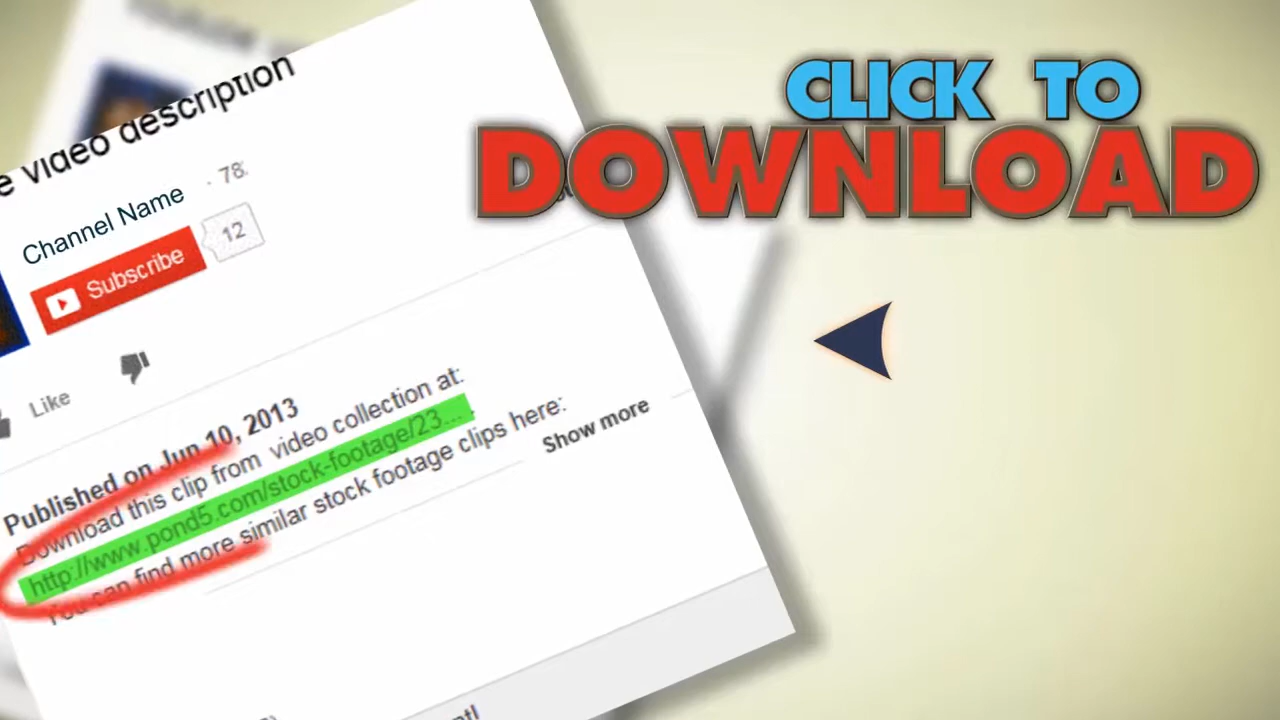 CLICK TO
DOWNLOAD
e video description
Channel Name
78
Subscribe
12
Like
Published on Jun 10, 2013
Download this clip from video collection at:
http://www.pond5.com/stock-footage/23...
You can find more similar stock footage clips here:
Show more